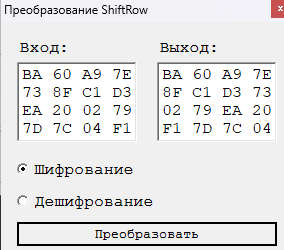 Преобразование ShiftRow
Вход: Выход:
BA 60 A9 7E BA 60 A9 7E
73 8F C1 D3 8F C1 D3 73
EA 20 02 79 02 79 EA 20
7D 7C 04 F1 F1 7D 7C 04
Шифрование
Дешифрование
Преобразовать